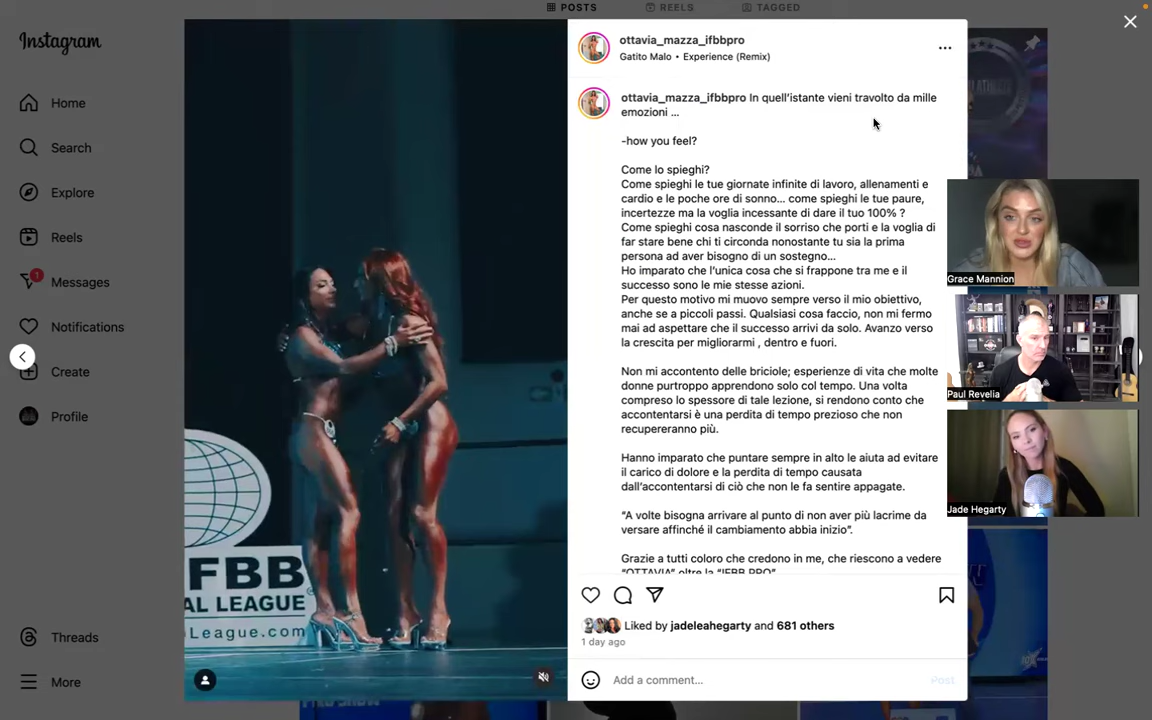 POSTS
REELS
TAGGED
Instagram
Home
Search
Explore
Reels
1
Messages
Notifications
Create
Profile
Threads
More
IFBB
AL LEAGUE
League.com
ottavia_mazza_ifbbpro
Gatito Malo • Experience (Remix)
ottavia_mazza_ifbbpro In quell'istante vieni travolto da mille
emozioni ...
-how you feel?
Come lo spieghi?
Come spieghi le tue giornate infinite di lavoro, allenamenti e
cardio e le poche ore di sonno... come spieghi le tue paure,
incertezze ma la voglia incessante di dare il tuo 100% ?
Come spieghi cosa nasconde il sorriso che porti e la voglia di
far stare bene chi ti circonda nonostante tu sia la prima
persona ad aver bisogno di un sostegno...
Ho imparato che l'unica cosa che si frappone tra me e il
successo sono le mie stesse azioni.
Per questo motivo mi muovo sempre verso il mio obiettivo,
anche se a piccoli passi. Qualsiasi cosa faccio, non mi fermo
mai ad aspettare che il successo arrivi da solo. Avanzo verso
la crescita per migliorarmi , dentro e fuori.
Non mi accontento delle briciole; esperienze di vita che molte
donne purtroppo apprendono solo col tempo. Una volta
compreso lo spessore di tale lezione, si rendono conto che
accontentarsi è una perdita di tempo prezioso che non
recupereranno più.
Hanno imparato che puntare sempre in alto le aiuta ad evitare
il carico di dolore e la perdita di tempo causata
dall'accontentarsi di ciò che non le fa sentire appagate.
"A volte bisogna arrivare al punto di non aver più lacrime da
versare affinché il cambiamento abbia inizio".
Grazie a tutti coloro che credono in me, che riescono a vedere
"OTTAVIA" oltre la "IFBB PRO"
Liked by jadeleahegarty and 681 others
1 day ago
Add a comment...
Post
Grace Mannion
Paul Revelia
Jade Hegarty